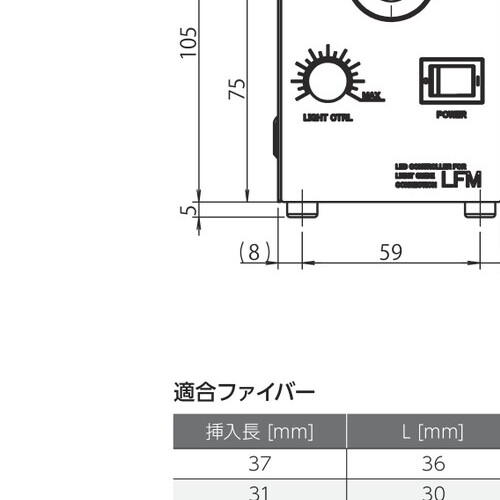 105
75
MAX
LIGHT CTRL
POWER
LED CONTROLLER FOR
LIGHT GUIDE
CONNECTION
LFM
5
(8)
59
適合ファイバー
挿入長 [mm] L [mm]
37 36
31 30